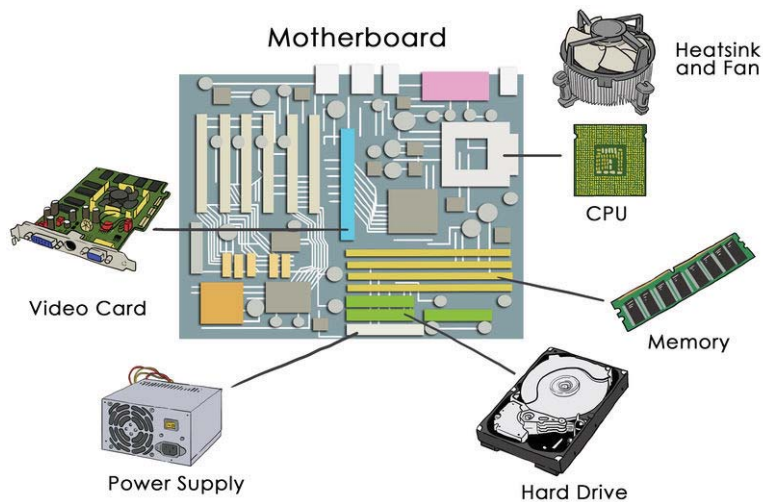 Motherboard
Heatsink
and Fan
CPU
Video Card
Memory
Power Supply
Hard Drive